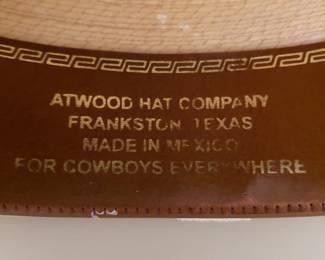 ATWOOD HAT COMPANY
FRANKSTON, TEXAS
MADE IN MEXICO
FOR COWBOYS EVERYWHERE